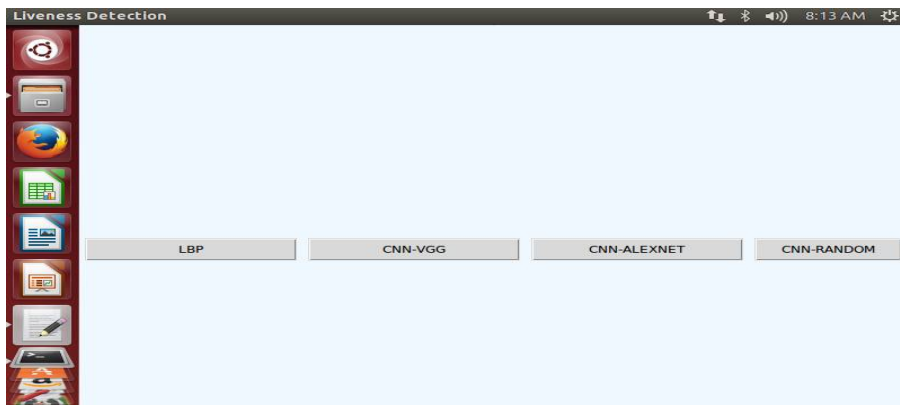 Liveness Detection 8:13 AM
LBP CNN-VGG CNN-ALEXNET CNN-RANDOM